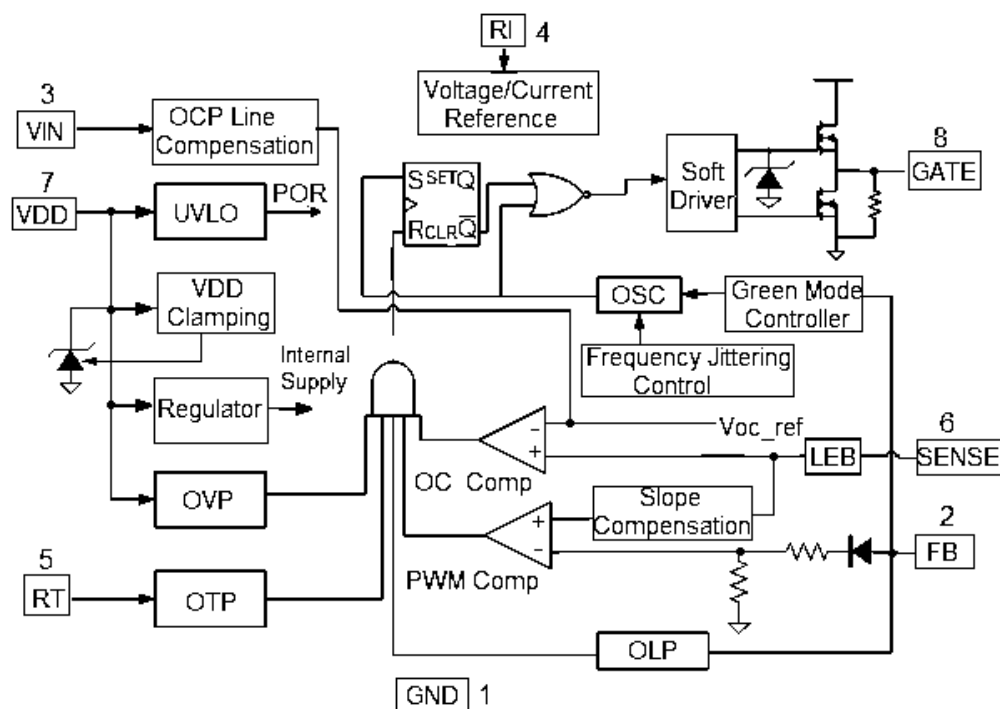 RI 4
Voltage/Current
Reference
3
VIN
OCP Line
Compensation
7
VDD
UVLO
POR
S SET Q
R CLR Q̅
Soft
Driver
8
GATE
VDD
Clamping
OSC
Green Mode
Controller
Frequency Jittering
Control
Internal
Supply
Regulator
-
+
OC Comp
Voc_ref
LEB
6
SENSE
OVP
Slope
Compensation
+
-
PWM Comp
2
FB
5
RT
OTP
OLP
GND 1